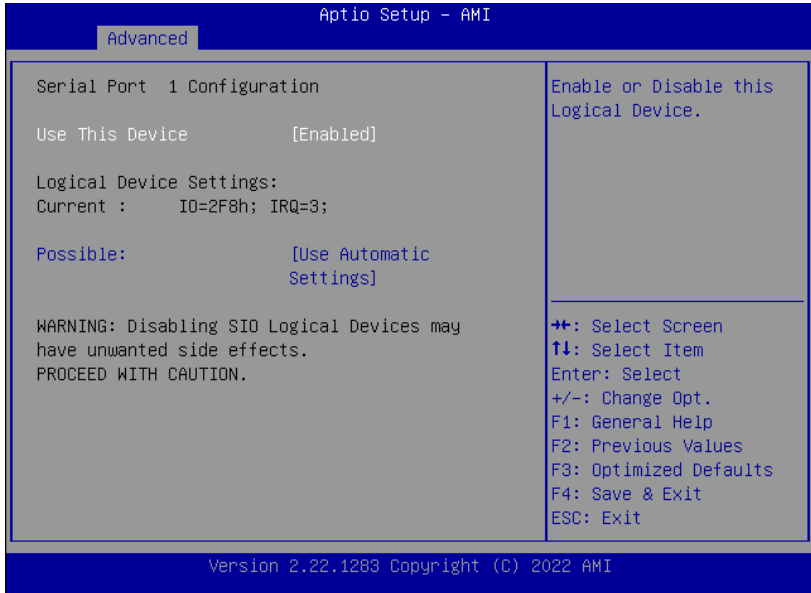 Aptio Setup - AMI
Advanced
Serial Port 1 Configuration
Use This Device [Enabled]
Logical Device Settings:
Current : IO=2F8h; IRQ=3;
Possible: [Use Automatic
Settings]
WARNING: Disabling SIO Logical Devices may
have unwanted side effects.
PROCEED WITH CAUTION.
Enable or Disable this
Logical Device.
→←: Select Screen
↑↓: Select Item
Enter: Select
+/-: Change Opt.
F1: General Help
F2: Previous Values
F3: Optimized Defaults
F4: Save & Exit
ESC: Exit
Version 2.22.1283 Copyright (C) 2022 AMI